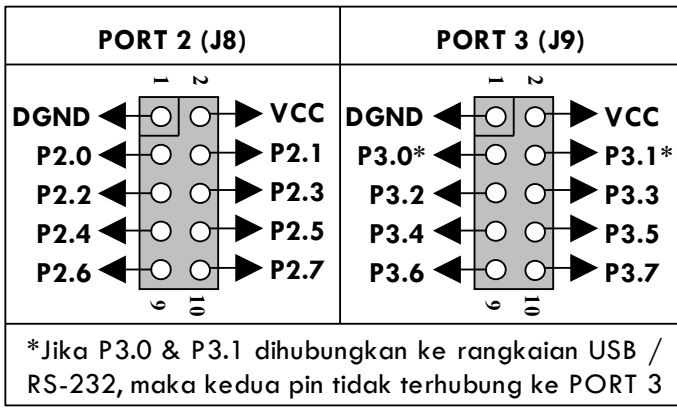 PORT 2 (J8) PORT 3 (J9)
1 2 1 2
DGND VCC DGND VCC
P2.0 P2.1 P3.0* P3.1*
P2.2 P2.3 P3.2 P3.3
P2.4 P2.5 P3.4 P3.5
P2.6 P2.7 P3.6 P3.7
9 10 9 10
*Jika P3.0 & P3.1 dihubungkan ke rangkaian USB /
RS-232, maka kedua pin tidak terhubung ke PORT 3